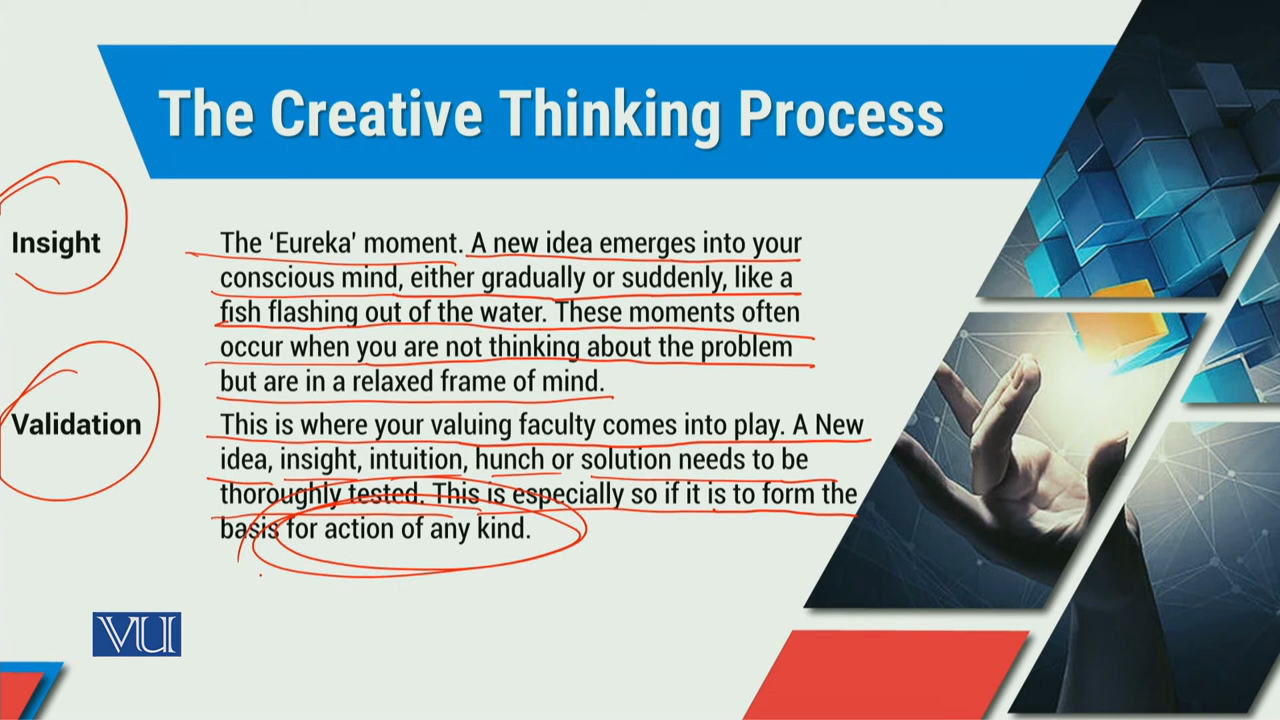 The Creative Thinking Process
Insight
The ‘Eureka’ moment. A new idea emerges into your
conscious mind, either gradually or suddenly, like a
fish flashing out of the water. These moments often
occur when you are not thinking about the problem
but are in a relaxed frame of mind.
Validation
This is where your valuing faculty comes into play. A New
idea, insight, intuition, hunch or solution needs to be
thoroughly tested. This is especially so if it is to form the
basis for action of any kind.
VU